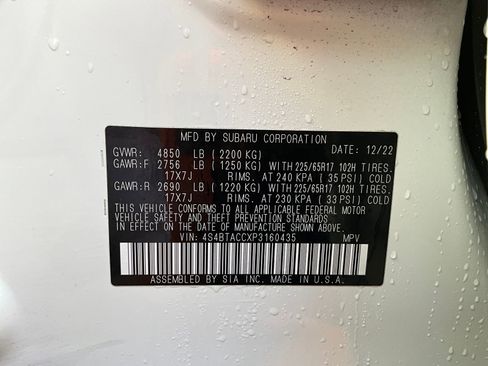 MFD BY SUBARU CORPORATION 12/22
GVWR: 4850 LB ( 2200 KG)
GAWR:F 2756 LB ( 1250 KG) WITH 225/65R17 102H TIRES.
17X7J RIMS. AT 240 KPA ( 35 PSI) COLD
GAWR:R 2690 LB ( 1220 KG) WITH 225/65R17 102H TIRES.
17X7J RIMS. AT 230 KPA ( 33 PSI) COLD
THIS VEHICLE CONFORMS TO ALL APPLICABLE FEDERAL MOTOR
VEHICLE SAFETY AND THEFT PREVENTION STANDARDS
IN EFFECT ON THE DATE OF MANUFACTURE SHOWN ABOVE.
VIN: 4S4BTACCXP3160435 MPV
ASSEMBLED BY SIA INC. MADE IN U.S.A.